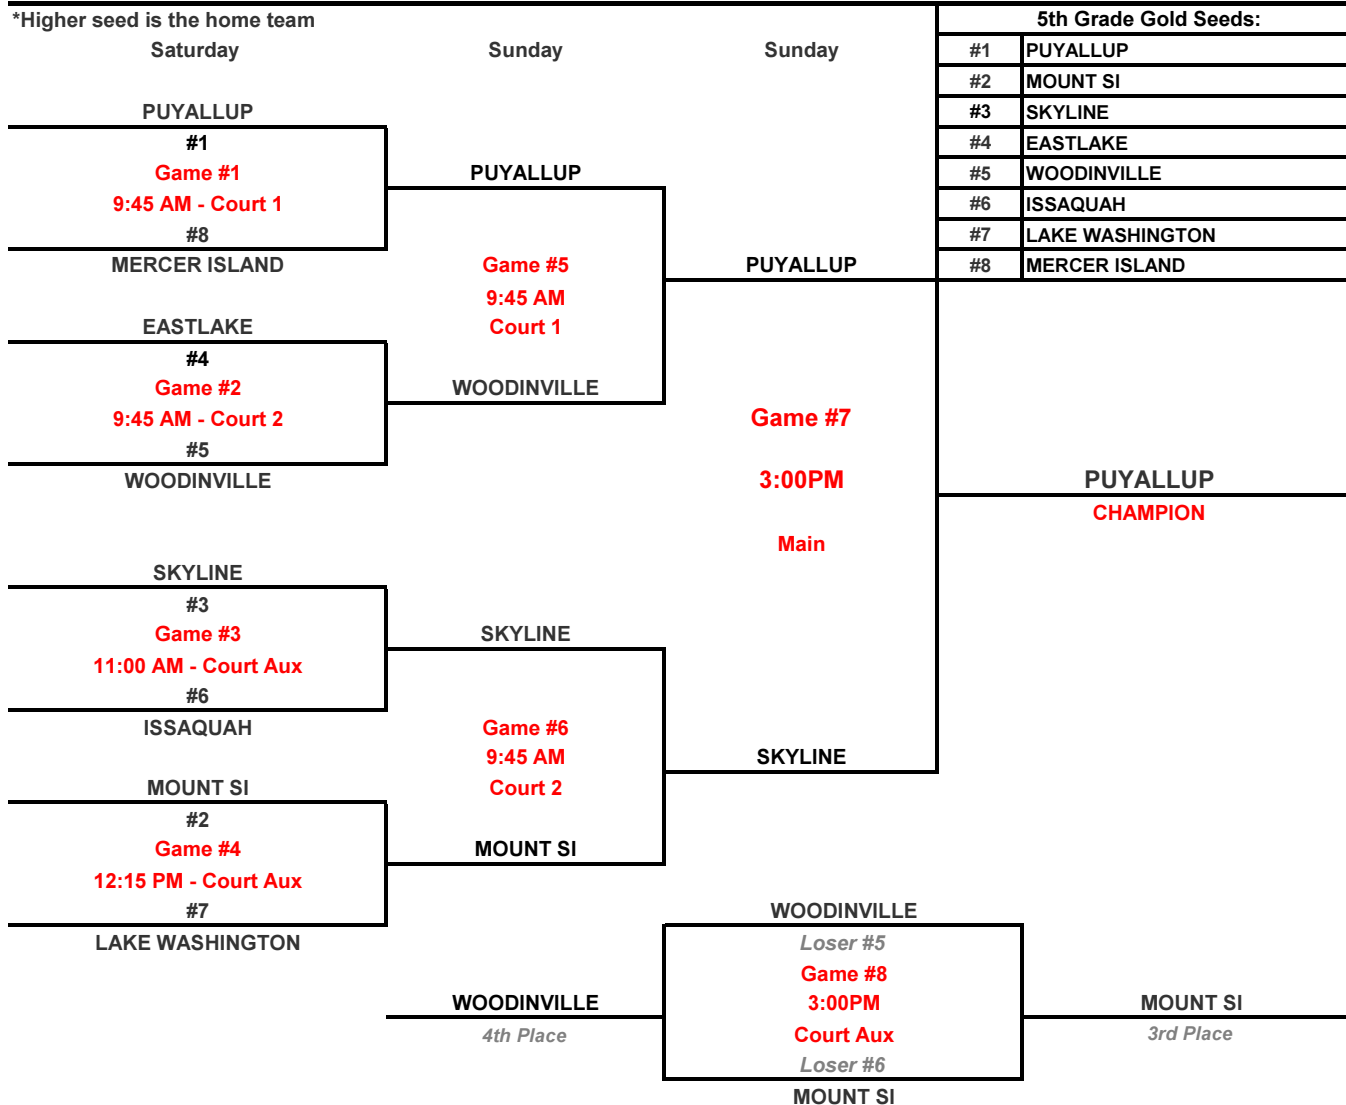 *Higher seed is the home team
5th Grade Gold Seeds:
Saturday
Sunday
Sunday
#1 PUYALLUP
#2 MOUNT SI
#3 SKYLINE
#4 EASTLAKE
#5 WOODINVILLE
#6 ISSAQUAH
#7 LAKE WASHINGTON
#8 MERCER ISLAND
PUYALLUP
#1
Game #1
9:45 AM - Court 1
#8
MERCER ISLAND
EASTLAKE
#4
Game #2
9:45 AM - Court 2
#5
WOODINVILLE
SKYLINE
#3
Game #3
11:00 AM - Court Aux
#6
ISSAQUAH
MOUNT SI
#2
Game #4
12:15 PM - Court Aux
#7
LAKE WASHINGTON
PUYALLUP
Game #5
9:45 AM
Court 1
WOODINVILLE
SKYLINE
Game #6
9:45 AM
Court 2
MOUNT SI
PUYALLUP
Game #7
3:00PM
Main
SKYLINE
PUYALLUP
CHAMPION
WOODINVILLE
Loser #5
Game #8
3:00PM
Court Aux
Loser #6
MOUNT SI
WOODINVILLE
4th Place
MOUNT SI
3rd Place